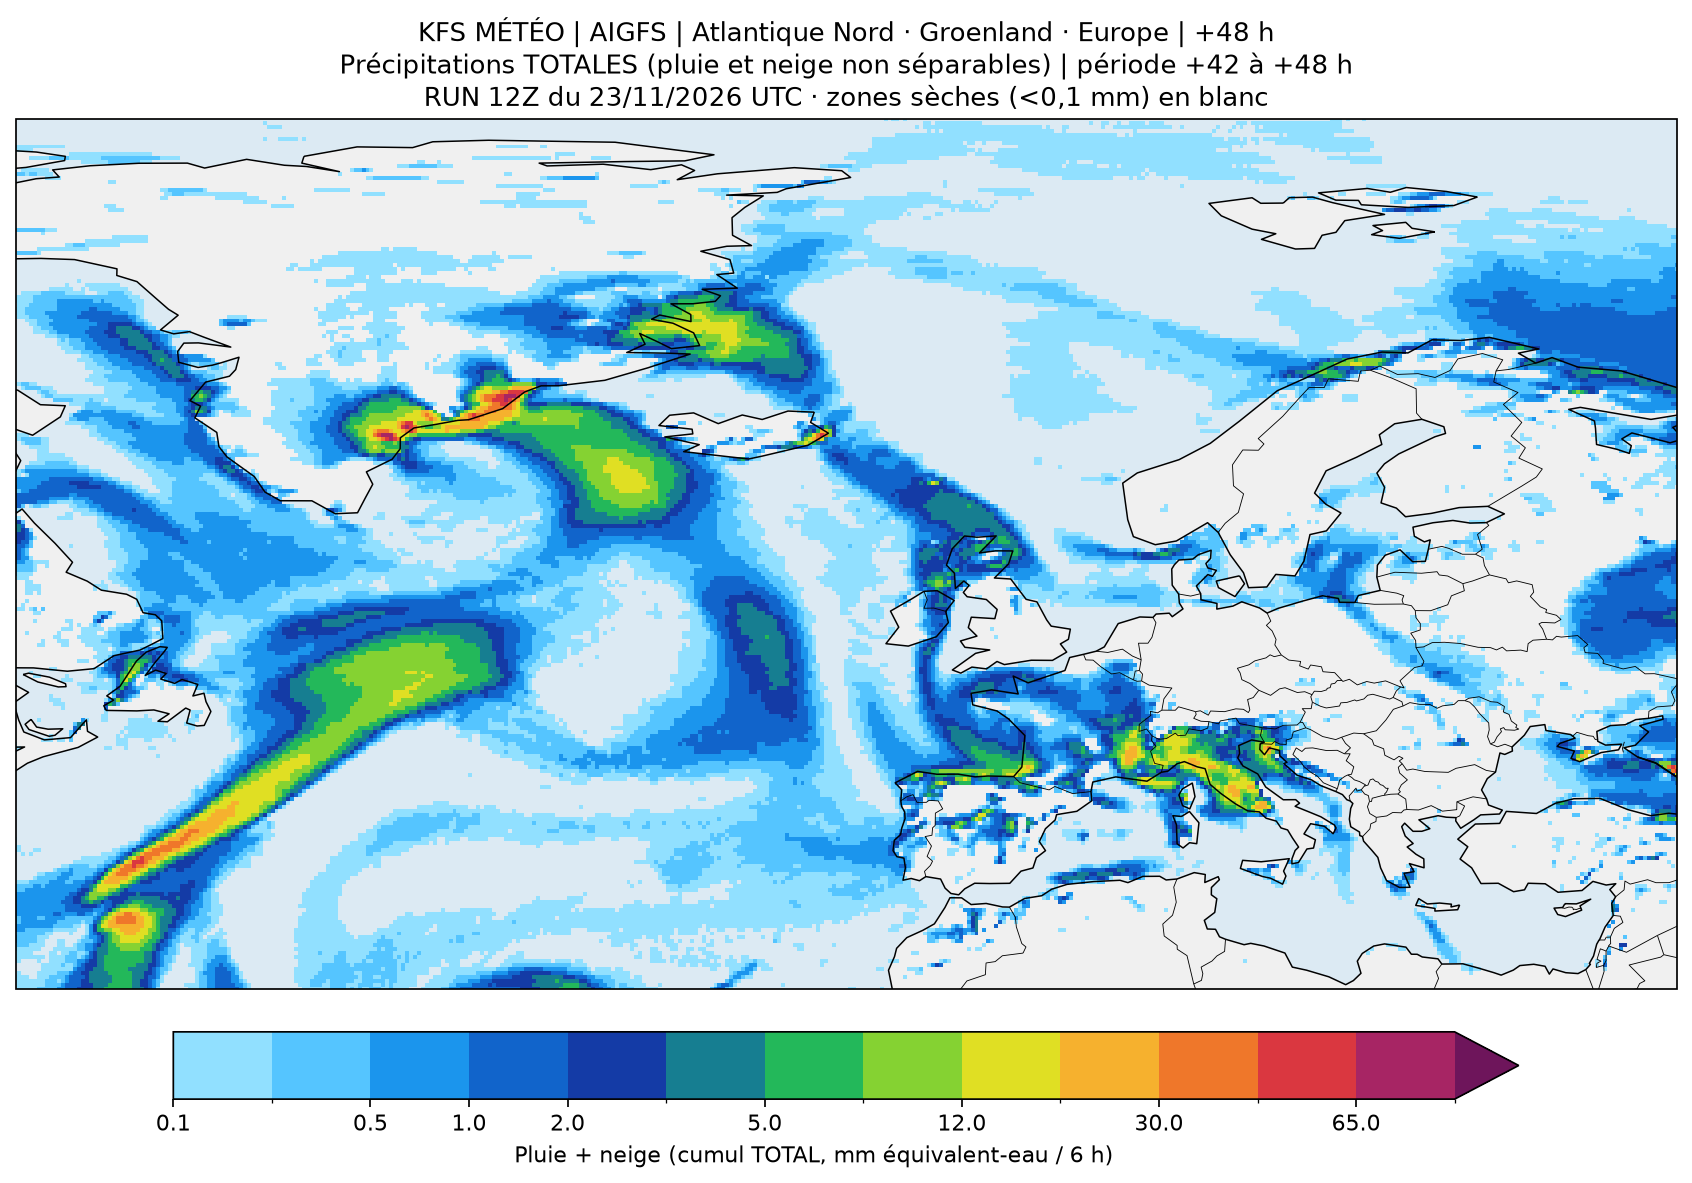 KFS MÉTÉO | AIGFS | Atlantique Nord · Groenland · Europe | +48 h
Précipitations TOTALES (pluie et neige non séparables) | période +42 à +48 h
RUN 12Z du 23/11/2026 UTC · zones sèches (<0,1 mm) en blanc
0.1 0.5 1.0 2.0 5.0 12.0 30.0 65.0
Pluie + neige (cumul TOTAL, mm équivalent-eau / 6 h)